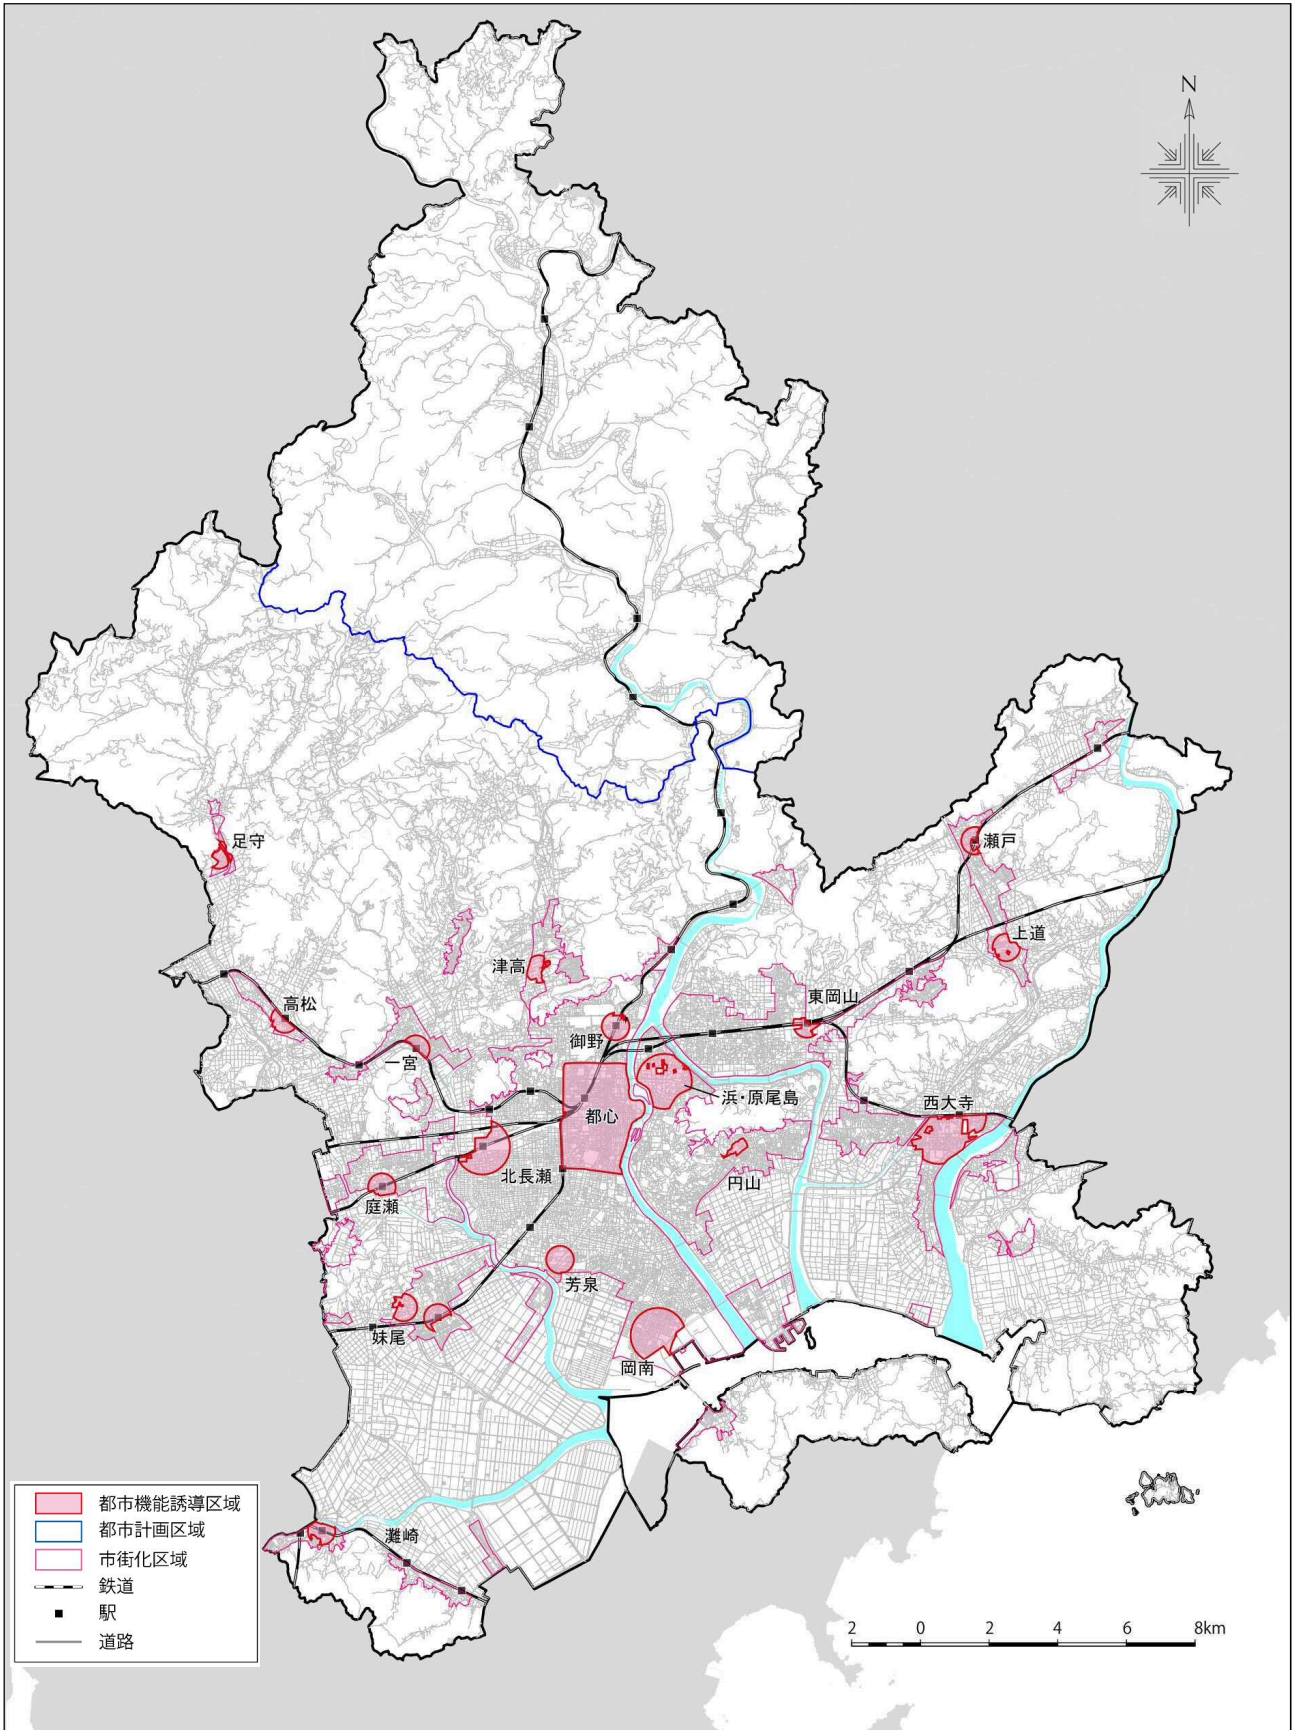 N
足守
瀬戸
上道
津高
高松
東岡山
御野
一宮
浜・原尾島
西大寺
都心
北長瀬
円山
庭瀬
芳泉
妹尾
岡南
灘崎
都市機能誘導区域
都市計画区域
市街化区域
鉄道
駅
道路
2 0 2 4 6 8km